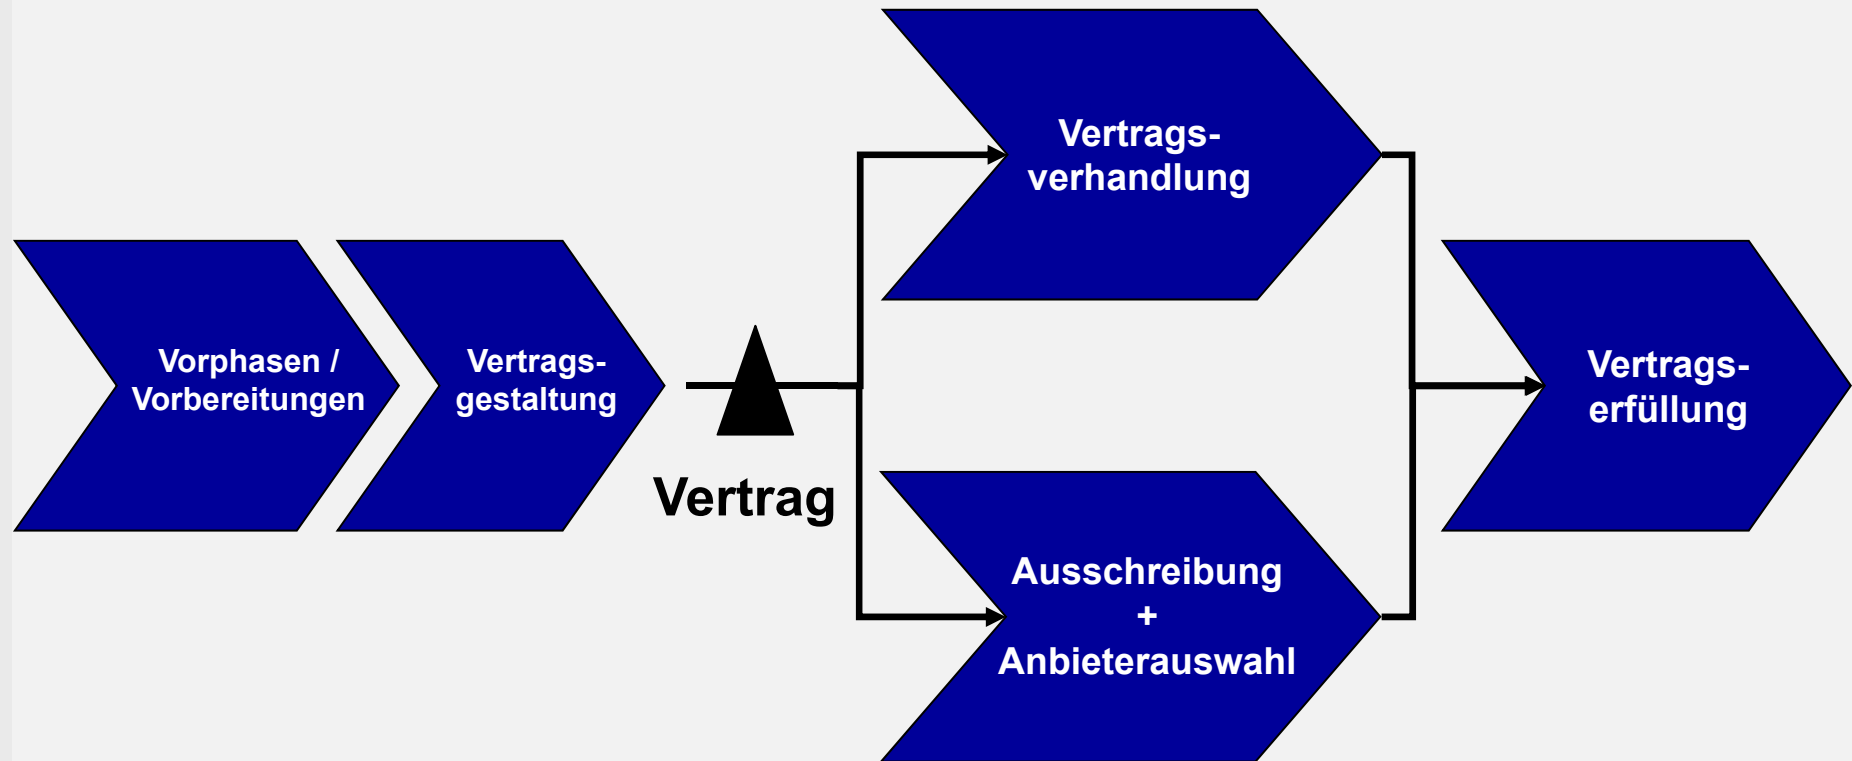 Vorphasen /
Vorbereitungen
Vertrags-
gestaltung
Vertrag
Vertrags-
verhandlung
Ausschreibung
+
Anbieterauswahl
Vertrags-
erfüllung